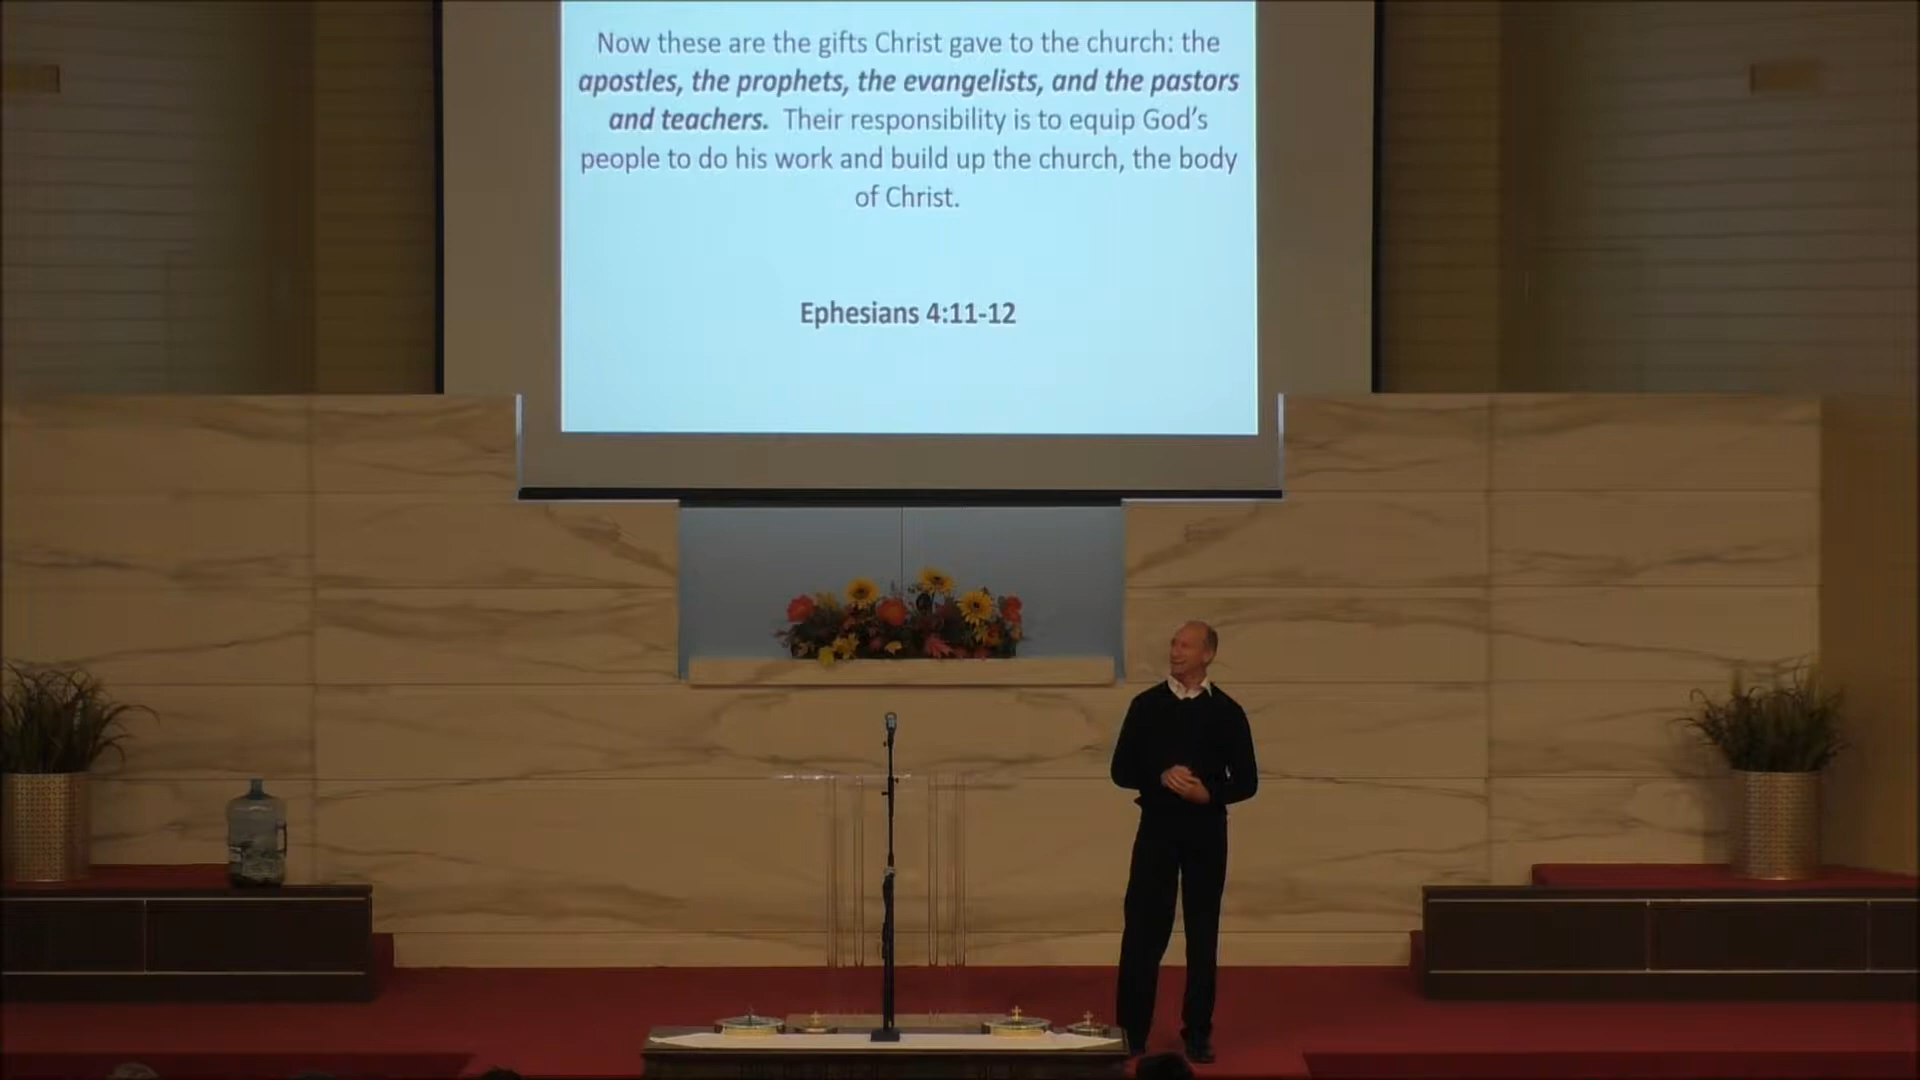 Now these are the gifts Christ gave to the church: the
apostles, the prophets, the evangelists, and the pastors
and teachers. Their responsibility is to equip God's
people to do his work and build up the church, the body
of Christ.
Ephesians 4:11-12